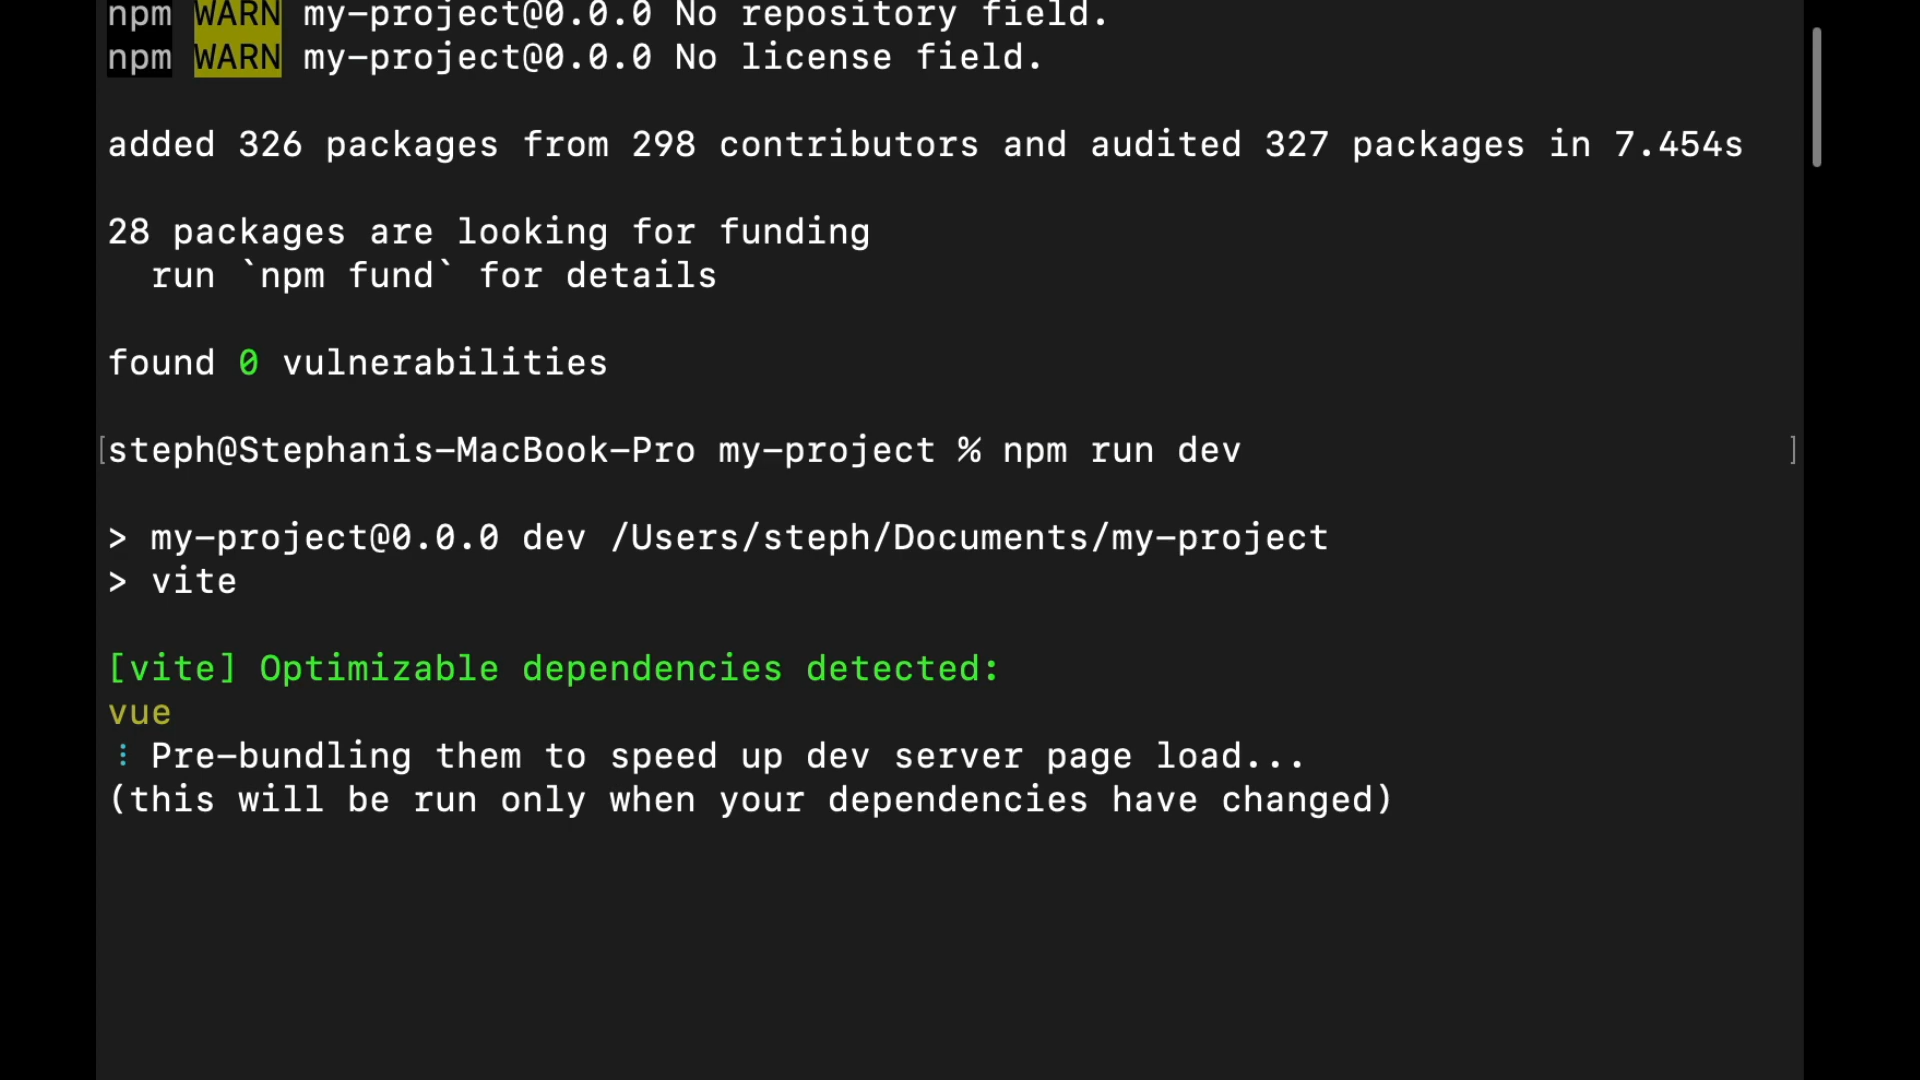 npm WARN my-project@0.0.0 No repository field.
npm WARN my-project@0.0.0 No license field.
added 326 packages from 298 contributors and audited 327 packages in 7.454s
28 packages are looking for funding
run `npm fund` for details
found 0 vulnerabilities
[steph@Stephanis-MacBook-Pro my-project % npm run dev ]
> my-project@0.0.0 dev /Users/steph/Documents/my-project
> vite
[vite] Optimizable dependencies detected:
vue
⠸ Pre-bundling them to speed up dev server page load...
(this will be run only when your dependencies have changed)